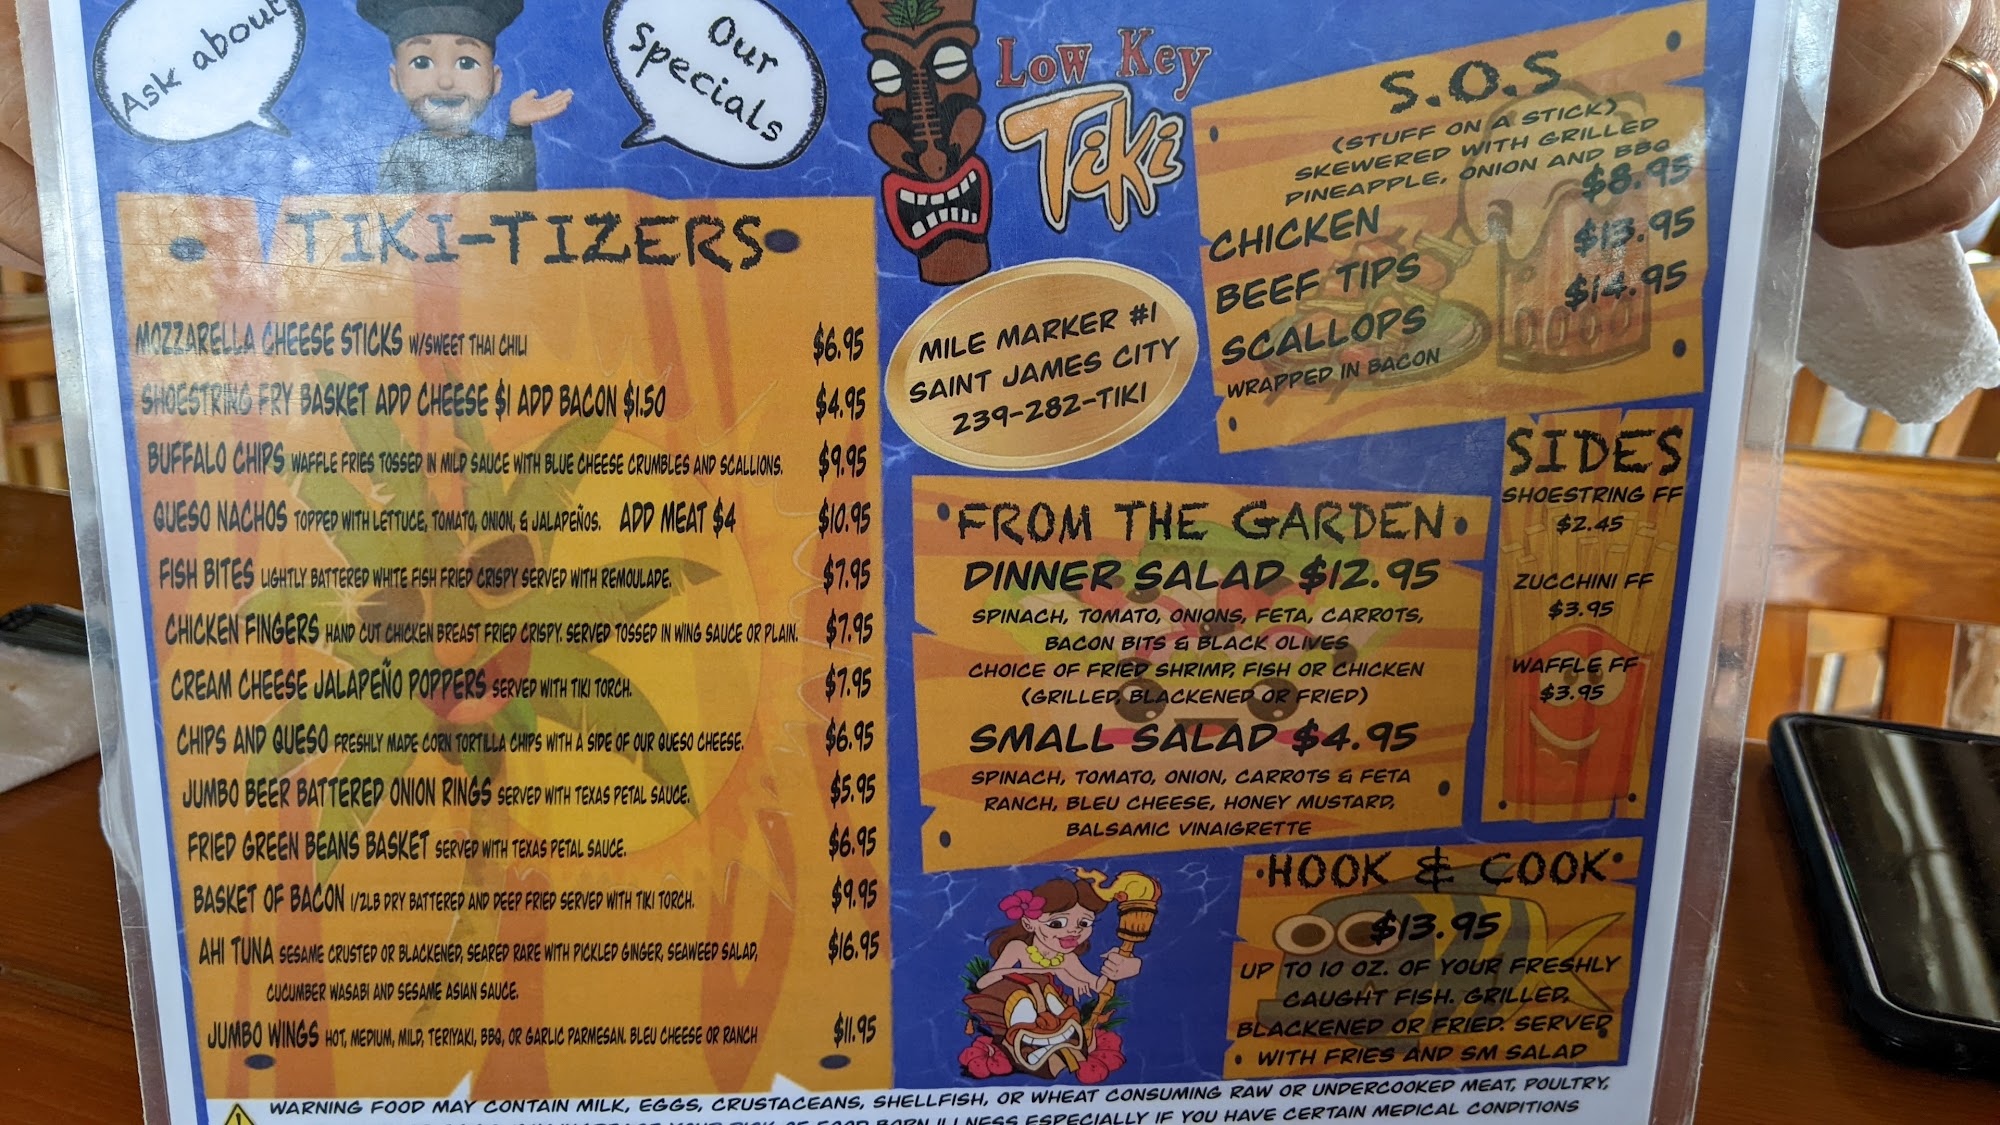 Ask about
Our
specials
Low Key
Tiki
MILE MARKER #1
SAINT JAMES CITY
239-282-TIKI
TIKI-TIZERS
MOZZARELLA CHEESE STICKS W/SWEET THAI CHILI $6.95
SHOESTRING FRY BASKET ADD CHEESE $1 ADD BACON $1.50 $4.95
BUFFALO CHIPS WAFFLE FRIES TOSSED IN MILD SAUCE WITH BLUE CHEESE CRUMBLES AND SCALLIONS. $9.95
QUESO NACHOS TOPPED WITH LETTUCE, TOMATO, ONION, & JALAPEÑOS. ADD MEAT $4 $10.95
FISH BITES LIGHTLY BATTERED WHITE FISH FRIED CRISPY SERVED WITH REMOULADE. $7.95
CHICKEN FINGERS HAND CUT CHICKEN BREAST FRIED CRISPY. SERVED TOSSED IN WING SAUCE OR PLAIN. $7.95
CREAM CHEESE JALAPEÑO POPPERS SERVED WITH TIKI TORCH. $7.95
CHIPS AND QUESO FRESHLY MADE CORN TORTILLA CHIPS WITH A SIDE OF OUR QUESO CHEESE. $6.95
JUMBO BEER BATTERED ONION RINGS SERVED WITH TEXAS PETAL SAUCE. $5.95
FRIED GREEN BEANS BASKET SERVED WITH TEXAS PETAL SAUCE. $6.95
BASKET OF BACON 1/2LB DRY BATTERED AND DEEP FRIED SERVED WITH TIKI TORCH. $9.95
AHI TUNA SESAME CRUSTED OR BLACKENED, SEARED RARE WITH PICKLED GINGER, SEAWEED SALAD, $16.95
CUCUMBER WASABI AND SESAME ASIAN SAUCE.
JUMBO WINGS HOT, MEDIUM, MILD, TERIYAKI, BBQ, OR GARLIC PARMESAN. BLEU CHEESE OR RANCH $11.95
S.O.S
(STUFF ON A STICK)
SKEWERED WITH GRILLED
PINEAPPLE, ONION AND BBQ
CHICKEN $8.95
BEEF TIPS $13.95
SCALLOPS $14.95
WRAPPED IN BACON
FROM THE GARDEN
DINNER SALAD $12.95
SPINACH, TOMATO, ONIONS, FETA, CARROTS,
BACON BITS & BLACK OLIVES
CHOICE OF FRIED SHRIMP, FISH OR CHICKEN
(GRILLED, BLACKENED OR FRIED)
SMALL SALAD $4.95
SPINACH, TOMATO, ONION, CARROTS & FETA
RANCH, BLEU CHEESE, HONEY MUSTARD,
BALSAMIC VINAIGRETTE
SIDES
SHOESTRING FF
$2.45
ZUCCHINI FF
$3.95
WAFFLE FF
$3.95
HOOK & COOK
$13.95
UP TO 10 OZ. OF YOUR FRESHLY
CAUGHT FISH. GRILLED,
BLACKENED OR FRIED. SERVED
WITH FRIES AND SM SALAD
WARNING FOOD MAY CONTAIN MILK, EGGS, CRUSTACEANS, SHELLFISH, OR WHEAT CONSUMING RAW OR UNDERCOOKED MEAT, POULTRY,
YOUR RISK OF FOOD BORN ILLNESS ESPECIALLY IF YOU HAVE CERTAIN MEDICAL CONDITIONS